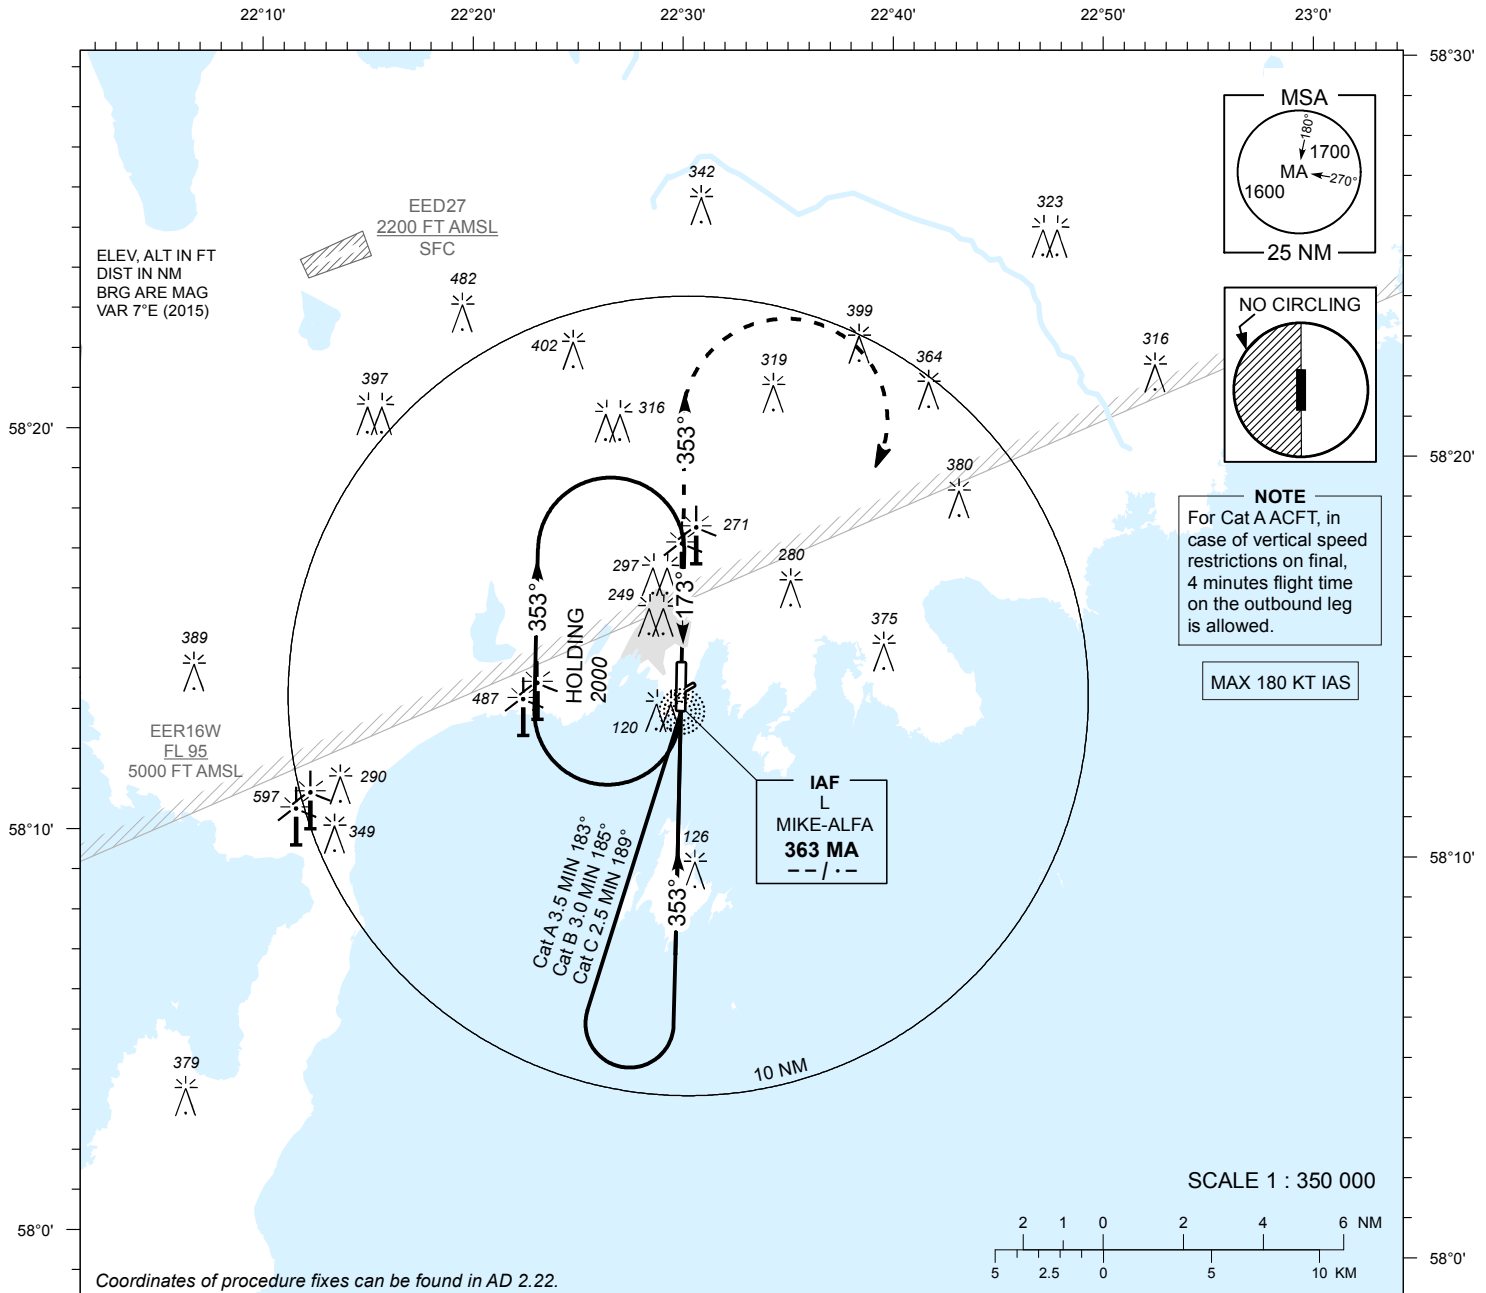 22°10'
22°20'
22°30'
22°40'
22°50'
23°0'
58°30'
MSA
180°
1700
MA
270°
1600
25 NM
342
323
EED27
2200 FT AMSL
SFC
ELEV, ALT IN FT
DIST IN NM
BRG ARE MAG
VAR 7°E (2015)
482
NO CIRCLING
399
402
319
364
316
397
316
58°20'
353°
58°20'
380
NOTE
For Cat A ACFT, in
case of vertical speed
restrictions on final,
4 minutes flight time
on the outbound leg
is allowed.
271
297
280
249
173°
353°
HOLDING
2000
375
389
MAX 180 KT IAS
487
120
EER16W
FL 95
5000 FT AMSL
290
597
349
IAF
L
MIKE-ALFA
363 MA
– – / · –
58°10'
126
58°10'
Cat A 3.5 MIN 183°
Cat B 3.0 MIN 185°
Cat C 2.5 MIN 189°
353°
379
10 NM
SCALE 1 : 350 000
2 1 0 2 4 6 NM
5 2.5 0 5 10 KM
58°0'
58°0'
Coordinates of procedure fixes can be found in AD 2.22.